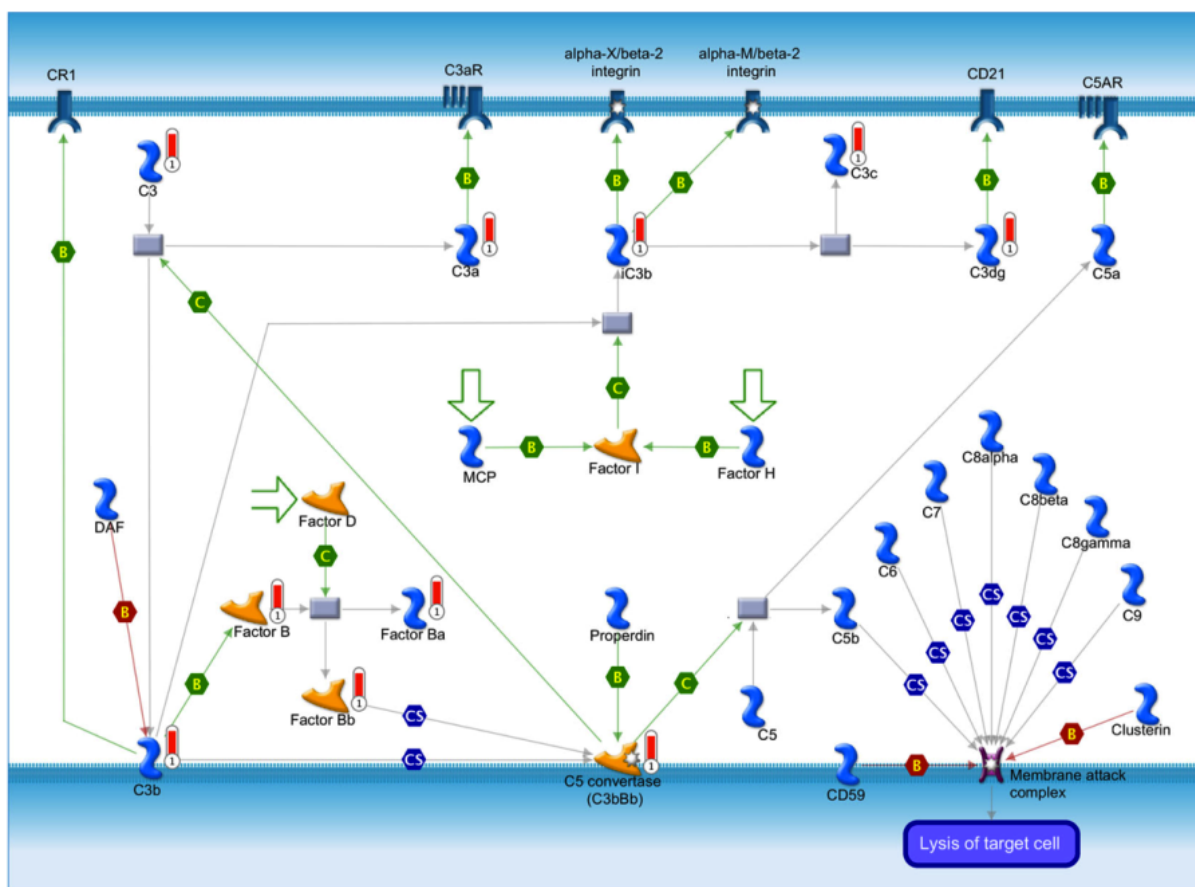 alpha-X/beta-2
integrin
alpha-M/beta-2
integrin
CR1
C3aR
CD21
C5AR
1
C3
1
C3c
B
B
B
B
B
B
1
C3a
1
iC3b
1
C3dg
C5a
C
C
MCP
B
Factor I
B
Factor H
C8alpha
C7
C8beta
C8gamma
C6
C9
DAF
Factor D
C
B
Factor B
1
Factor Ba
1
Properdin
C5b
CS
CS
CS
CS
CS
CS
B
Factor Bb
1
CS
B
C
C5
Clusterin
B
C3b
1
CS
C5 convertase
(C3bBb)
1
CD59
B
Membrane attack
complex
Lysis of target cell